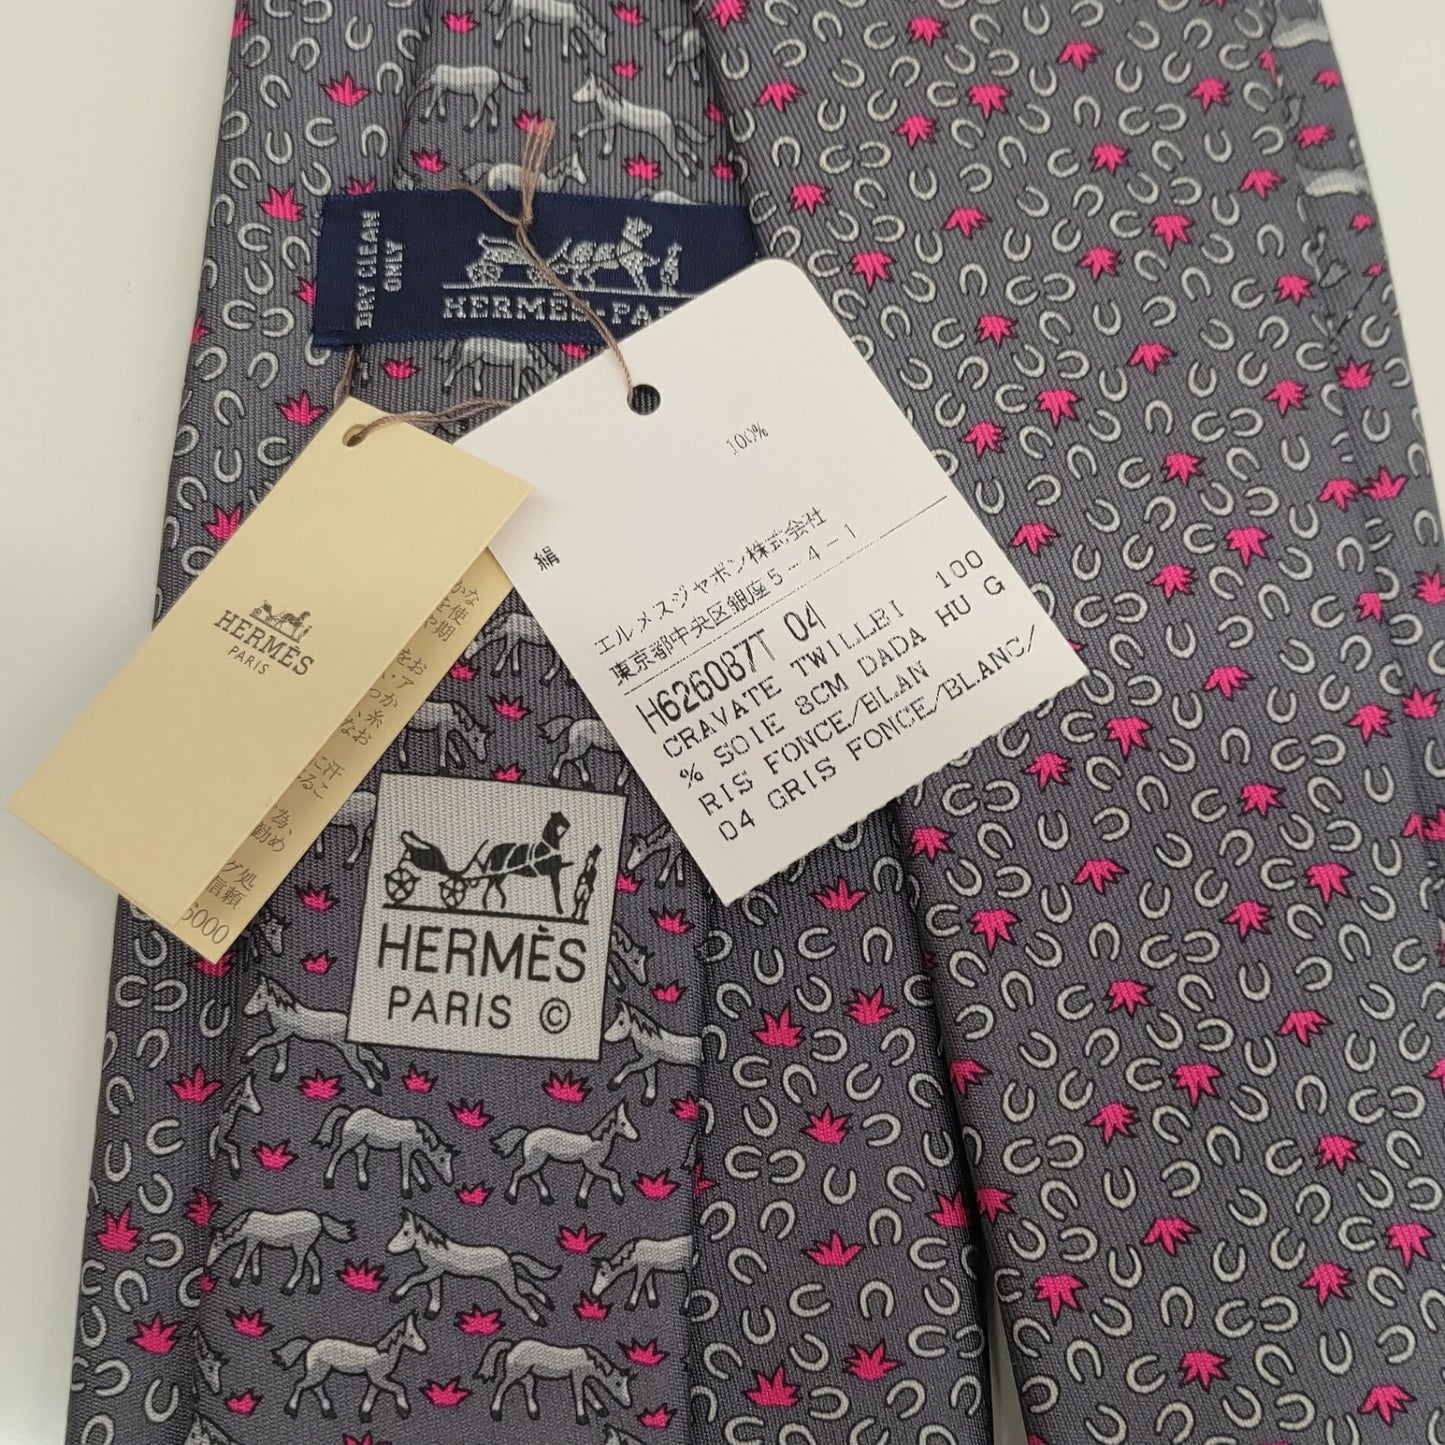 DRY CLEAN
ONLY
HERMÈS-PAR
100%
絹
エルメスジャポン株式会社
東京都中央区銀座5-4-1
H626087T 04
CRAVATE TWILLBI 100
% SOIE 8CM DADA HU G
RIS FONCE/BLAN
04 GRIS FONCE/BLANC/
HERMÈS
PARIS
HERMÈS
PARIS ©